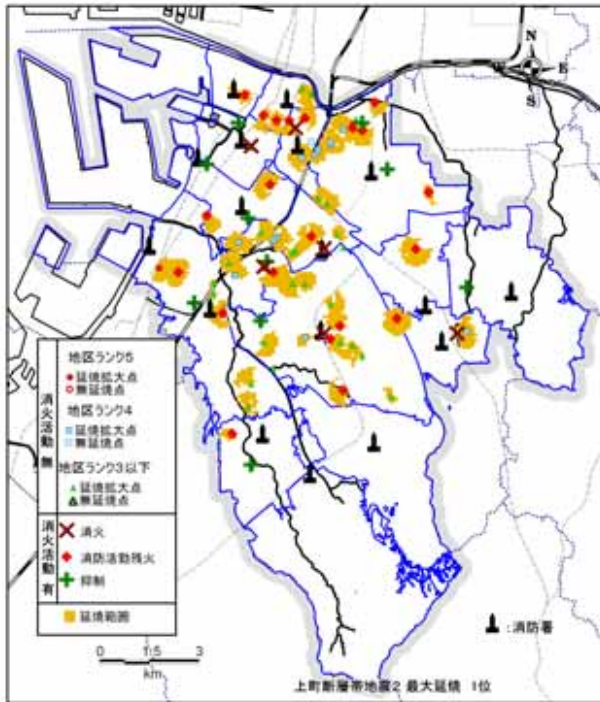 N
E
S
消火活動 無
地区ランク5
延焼拡大点
無延焼点
地区ランク4
延焼拡大点
無延焼点
地区ランク3以下
延焼拡大点
無延焼点
消火活動 有
消火
消防活動残火
抑制
延焼範囲
0 1.5 3
km
:消防署
上町断層帯地震2 最大延焼 1位